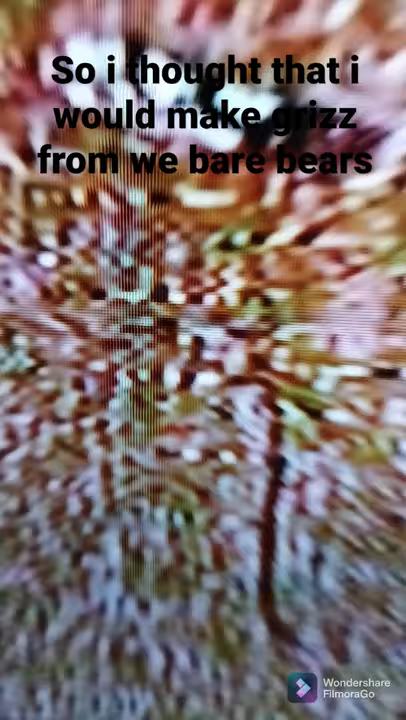 So i thought that i
would make grizz
from we bare bears
Wondershare
FilmoraGo